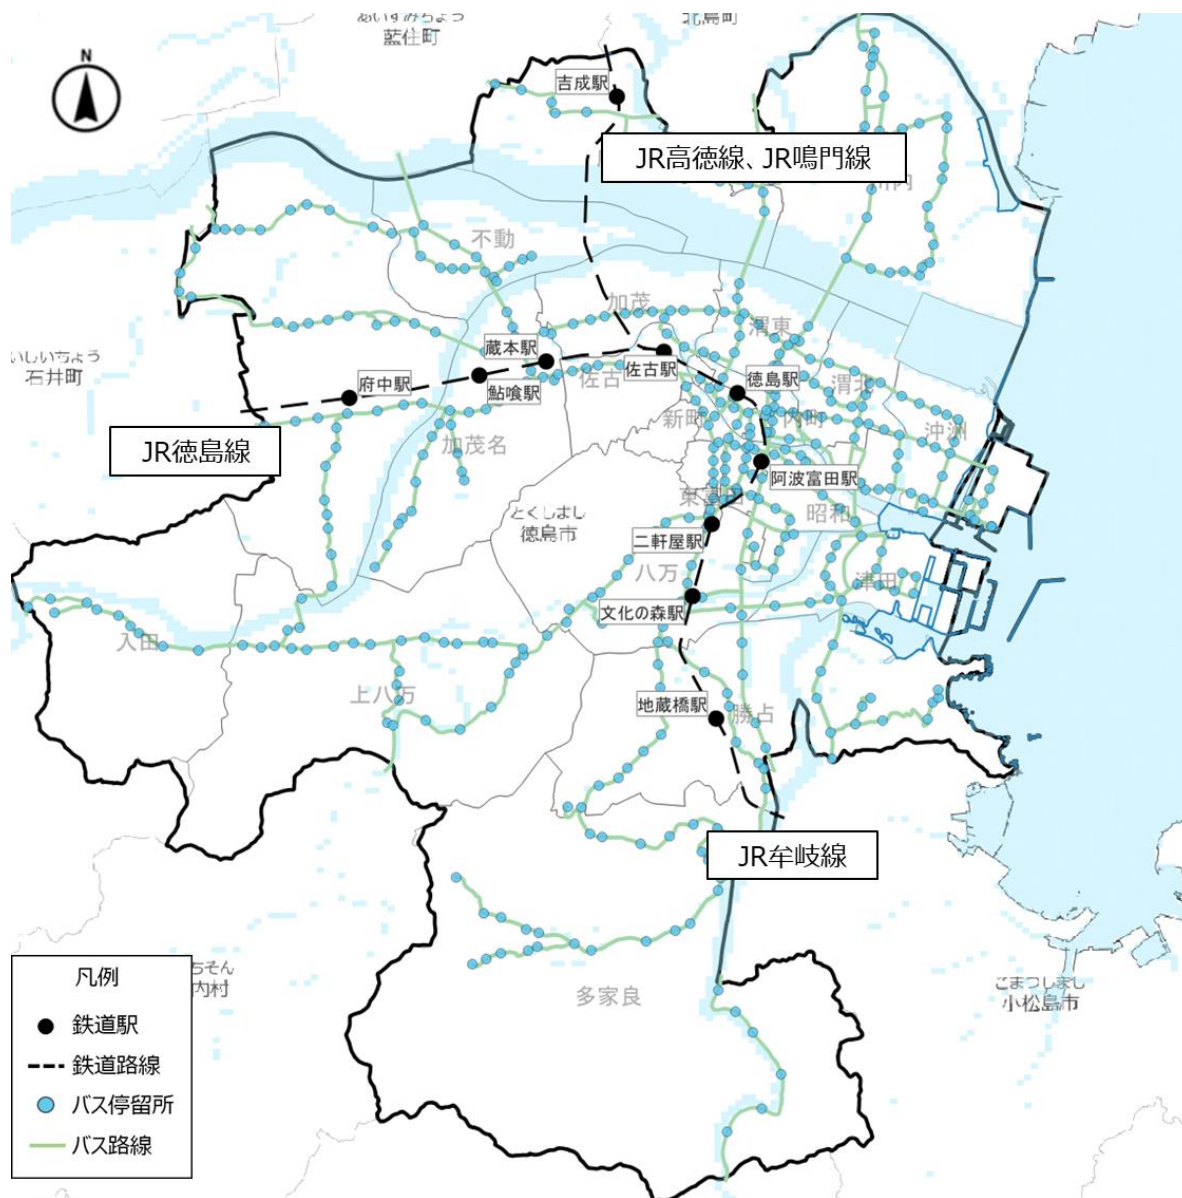 あいずみちょう
藍住町
北島町
N
吉成駅
JR高徳線、JR鳴門線
川内
不動
加茂
渭東
いしいちょう
石井町
蔵本駅
佐古駅
徳島駅
府中駅
鮎喰駅
佐古
渭北
新町
内町
沖洲
JR徳島線
加茂名
阿波富田駅
東富田
とくしまし
徳島市
昭和
二軒屋駅
八万
津田
文化の森駅
入田
上八万
地蔵橋駅
勝占
JR牟岐線
凡例
鉄道駅
鉄道路線
バス停留所
バス路線
ちそん
内村
多家良
こまつしまし
小松島市